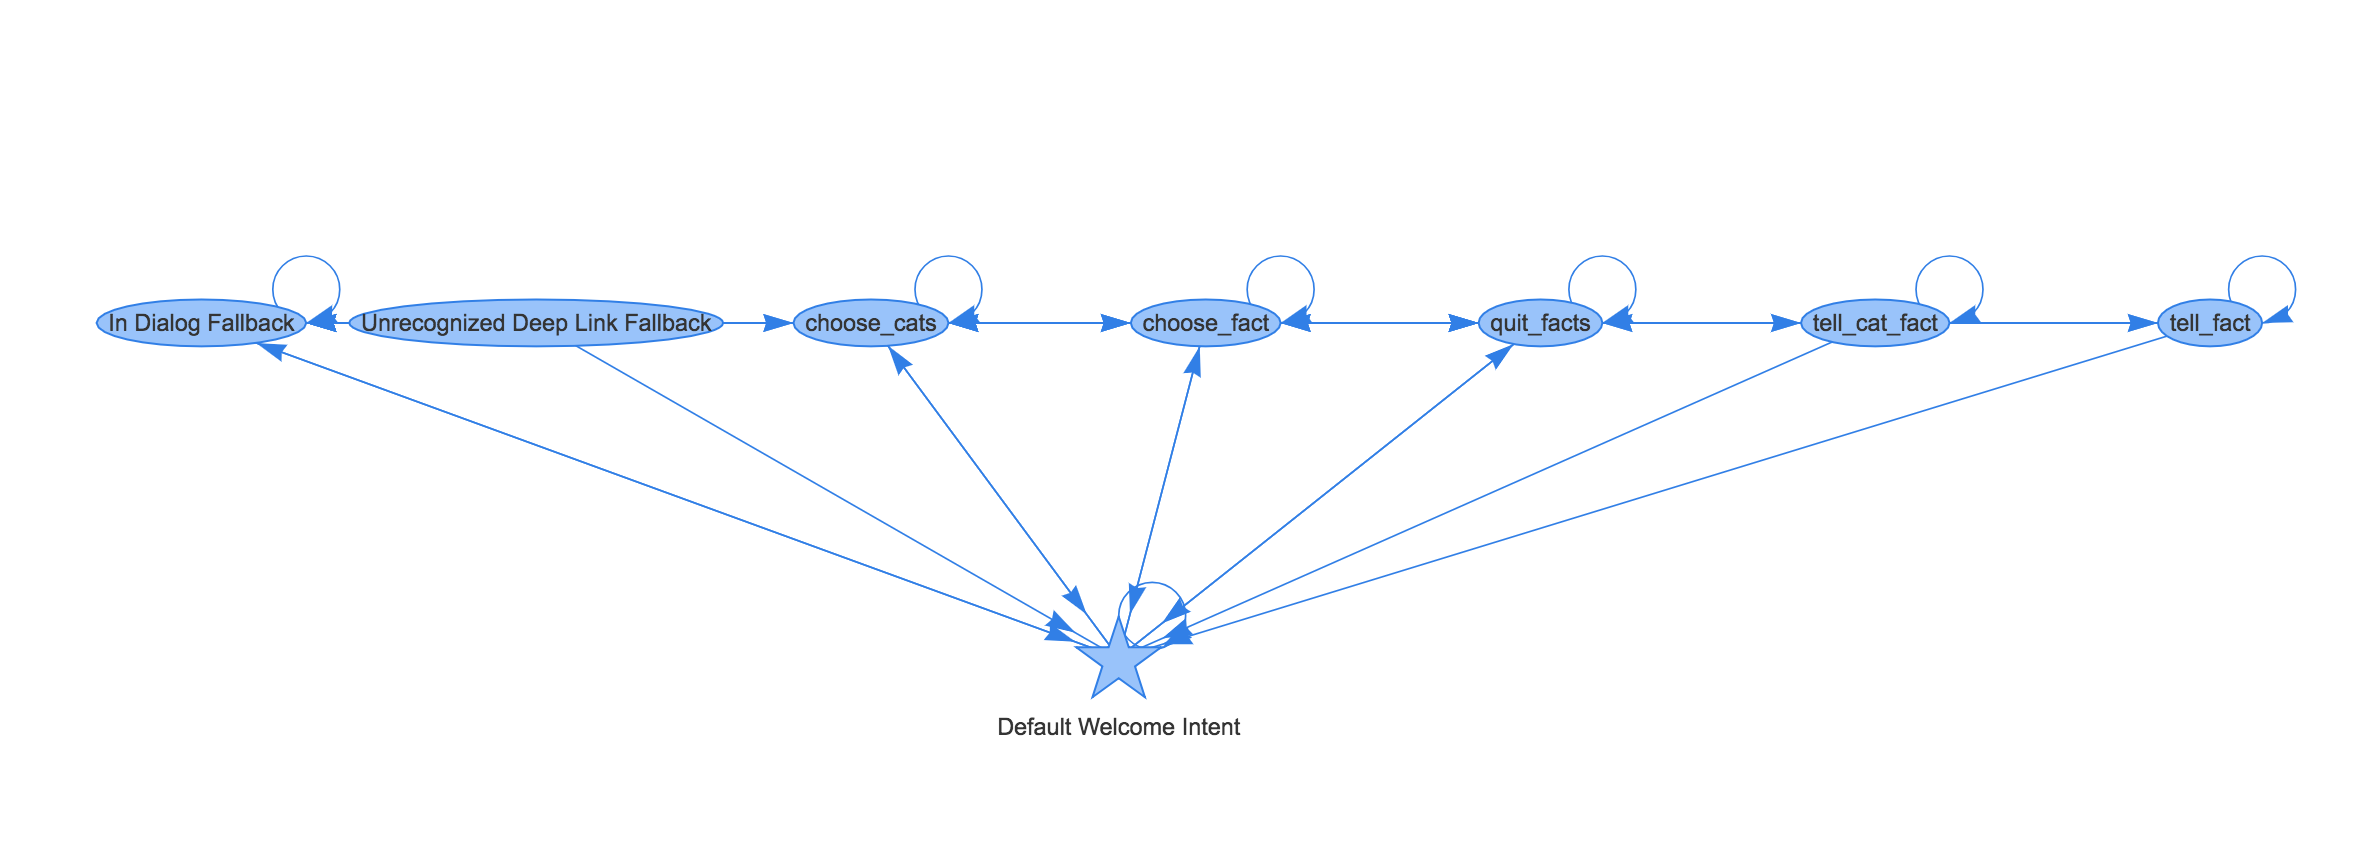 In Dialog Fallback
Unrecognized Deep Link Fallback
choose_cats
choose_fact
quit_facts
tell_cat_fact
tell_fact
Default Welcome Intent